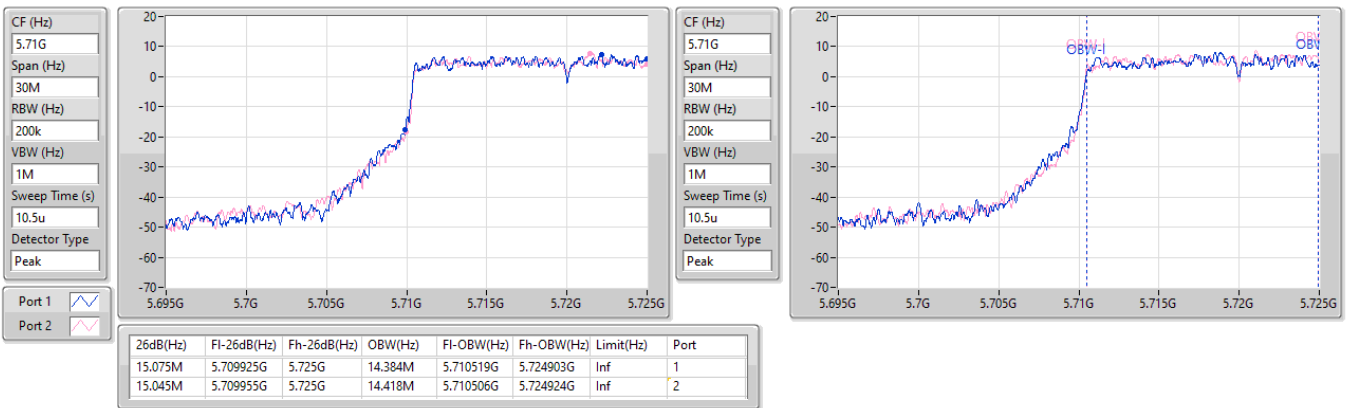 CF (Hz)
5.71G
Span (Hz)
30M
RBW (Hz)
200k
VBW (Hz)
1M
Sweep Time (s)
10.5u
Detector Type
Peak
Port 1
Port 2
20
10
0
-10
-20
-30
-40
-50
-60
-70
5.695G 5.7G 5.705G 5.71G 5.715G 5.72G 5.725G
CF (Hz)
5.71G
Span (Hz)
30M
RBW (Hz)
200k
VBW (Hz)
1M
Sweep Time (s)
10.5u
Detector Type
Peak
20
10
0
-10
-20
-30
-40
-50
-60
-70
OBW-l
OBW
5.695G 5.7G 5.705G 5.71G 5.715G 5.72G 5.725G
26dB(Hz) Fl-26dB(Hz) Fh-26dB(Hz) OBW(Hz) Fl-OBW(Hz) Fh-OBW(Hz) Limit(Hz) Port
15.075M 5.709925G 5.725G 14.384M 5.710519G 5.724903G Inf 1
15.045M 5.709955G 5.725G 14.418M 5.710506G 5.724924G Inf 2